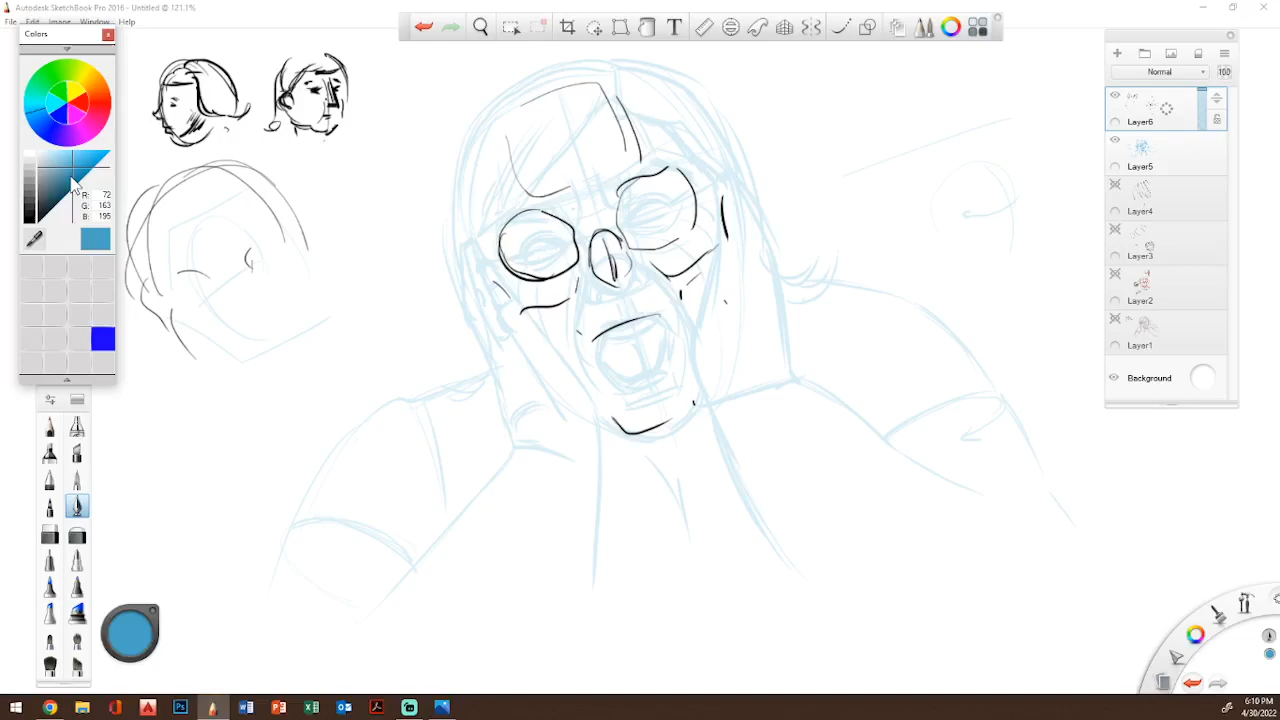 Autodesk SketchBook Pro 2016 - Untitled @ 121.1%
File Edit Image Window Help
Colors
R: 72
G: 163
B: 195
T
Normal 100
Layer6
Layer5
Layer4
Layer3
Layer2
Layer1
Background
6:10 PM
4/30/2022